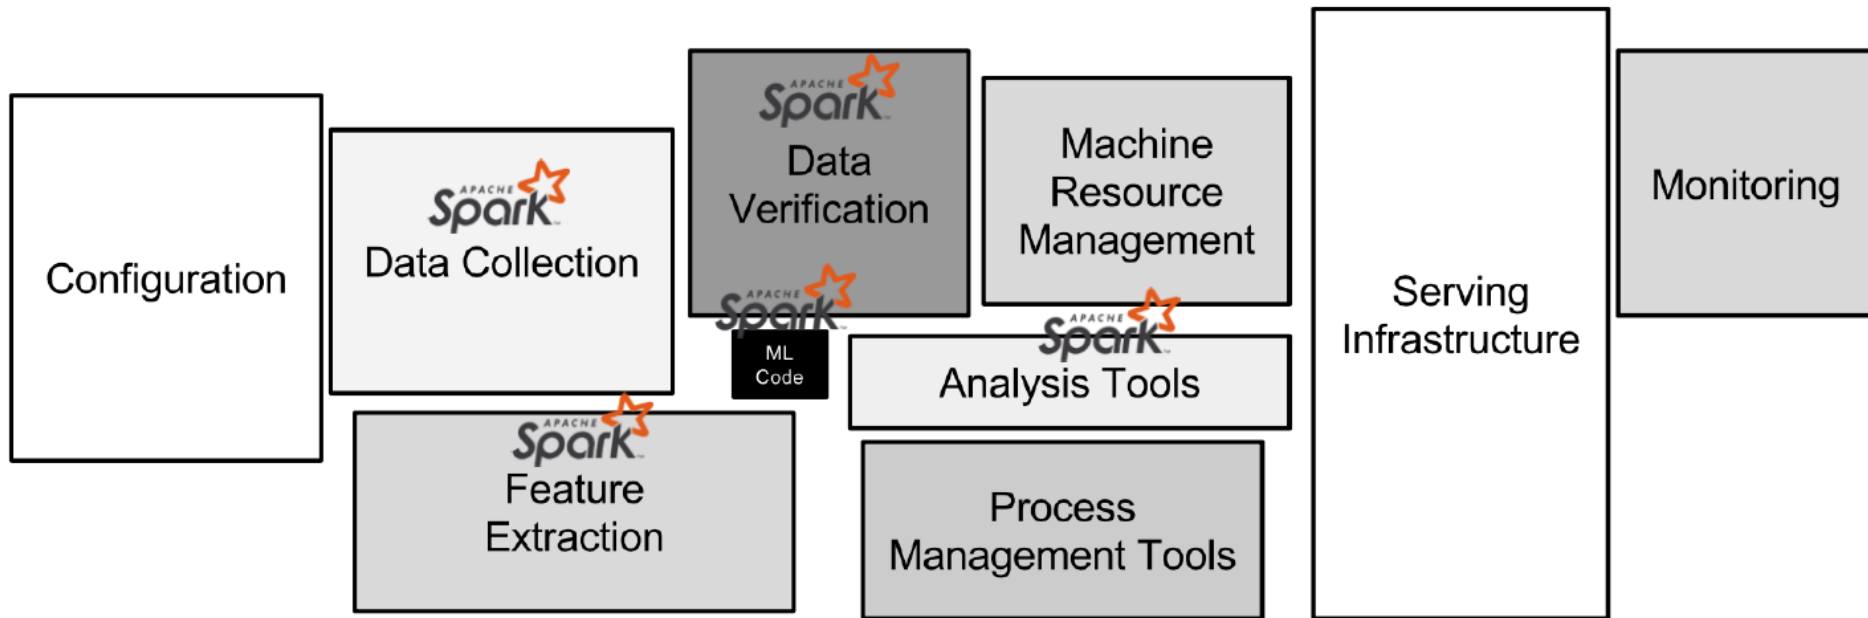 Configuration
APACHE
Spark
Data Collection
APACHE
Spark
Feature
Extraction
APACHE
Spark
Data
Verification
APACHE
Spark
ML
Code
Machine
Resource
Management
APACHE
Spark
Analysis Tools
Process
Management Tools
Serving
Infrastructure
Monitoring